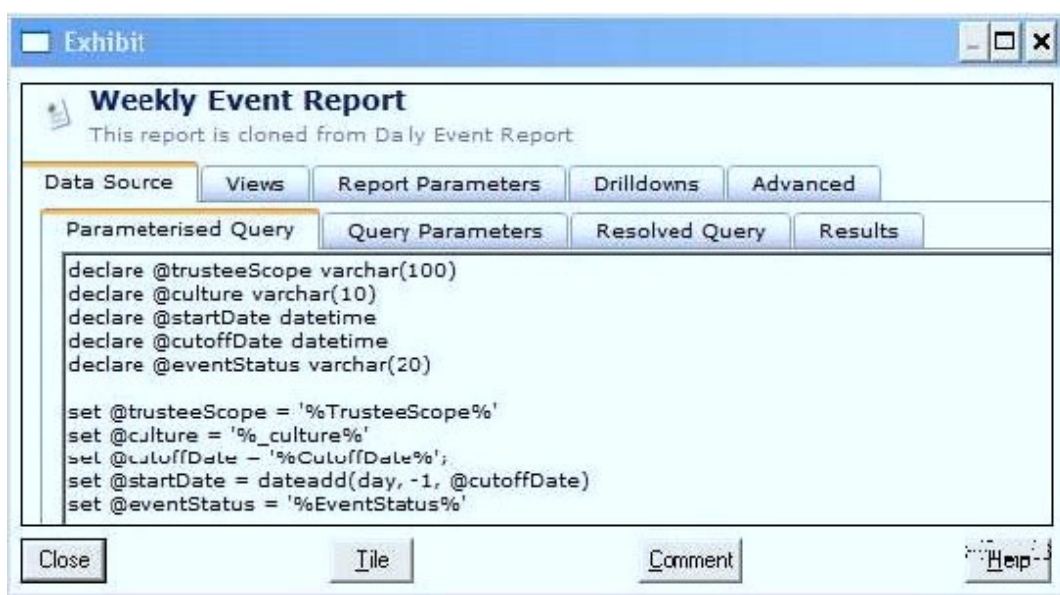 Exhibit
Weekly Event Report
This report is cloned from Daily Event Report
Data Source Views Report Parameters Drilldowns Advanced
Parameterised Query Query Parameters Resolved Query Results
declare @trusteeScope varchar(100)
declare @culture varchar(10)
declare @startDate datetime
declare @cutoffDate datetime
declare @eventStatus varchar(20)
set @trusteeScope = '%TrusteeScope%'
set @culture = '%_culture%'
set @cutoffDate = '%CutoffDate%';
set @startDate = dateadd(day, -1, @cutoffDate)
set @eventStatus = '%EventStatus%'
Close Tile Comment Help